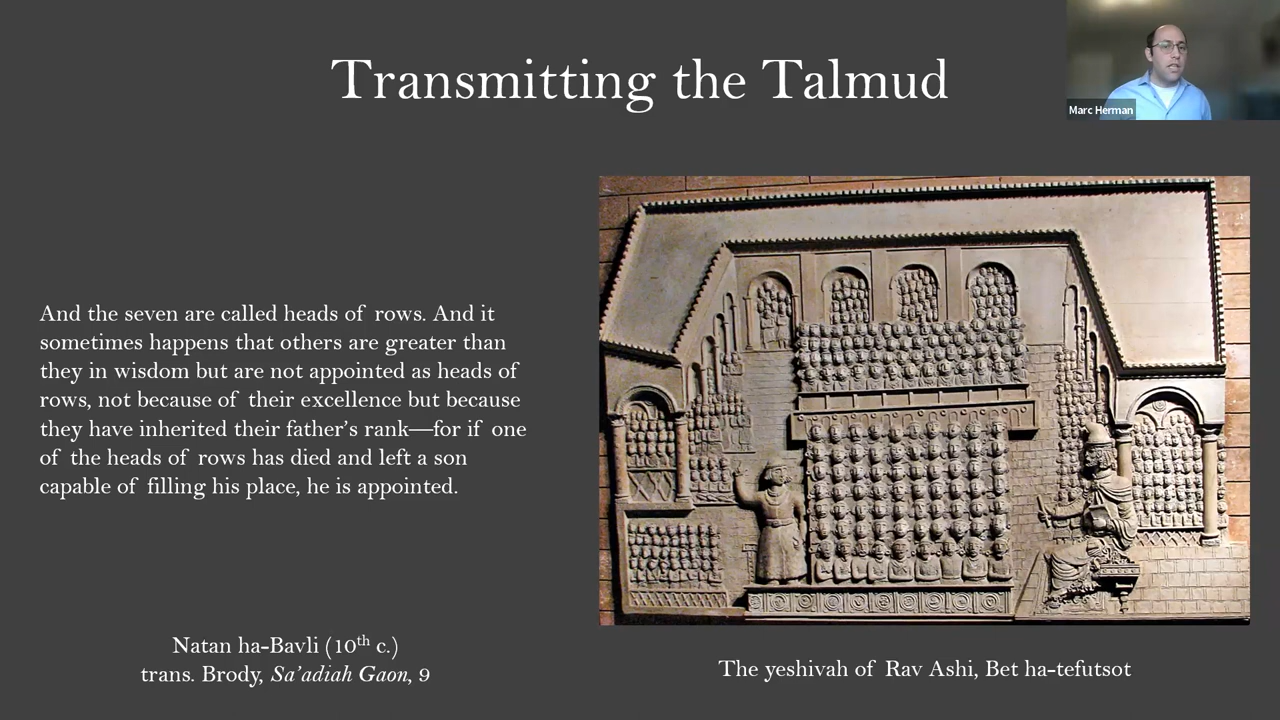 Transmitting the Talmud
Marc Herman
And the seven are called heads of rows. And it
sometimes happens that others are greater than
they in wisdom but are not appointed as heads of
rows, not because of their excellence but because
they have inherited their father's rank—for if one
of the heads of rows has died and left a son
capable of filling his place, he is appointed.
Natan ha-Bavli (10th c.)
trans. Brody, Sa'adiah Gaon, 9
The yeshivah of Rav Ashi, Bet ha-tefutsot